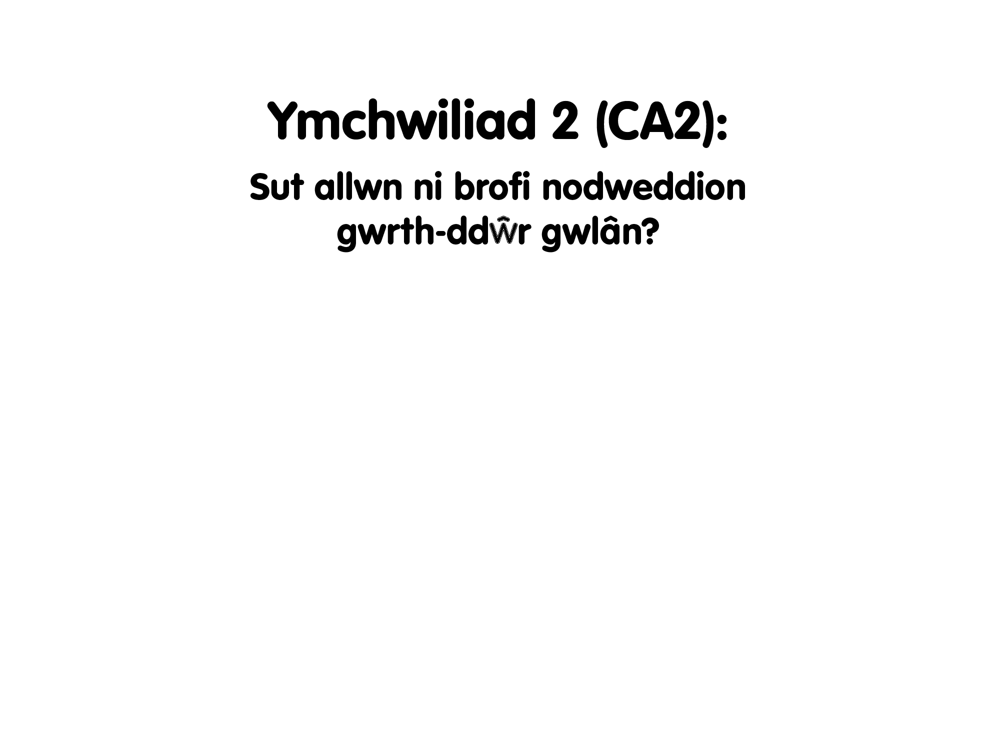 Ymchwiliad 2 (CA2):
Sut allwn ni brofi nodweddion
gwrth-ddŵr gwlân?